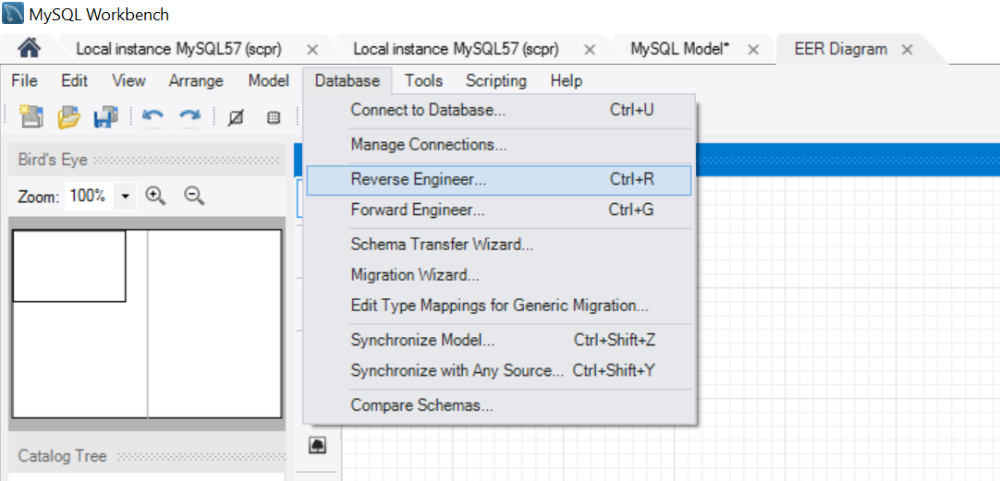 MySQL Workbench
Local instance MySQL57 (scpr) Local instance MySQL57 (scpr) MySQL Model* EER Diagram
File Edit View Arrange Model Database Tools Scripting Help
Connect to Database... Ctrl+U
Manage Connections...
Bird's Eye
Reverse Engineer... Ctrl+R
Zoom: 100%
Forward Engineer... Ctrl+G
Schema Transfer Wizard...
Migration Wizard...
Edit Type Mappings for Generic Migration...
Synchronize Model... Ctrl+Shift+Z
Synchronize with Any Source... Ctrl+Shift+Y
Compare Schemas...
Catalog Tree